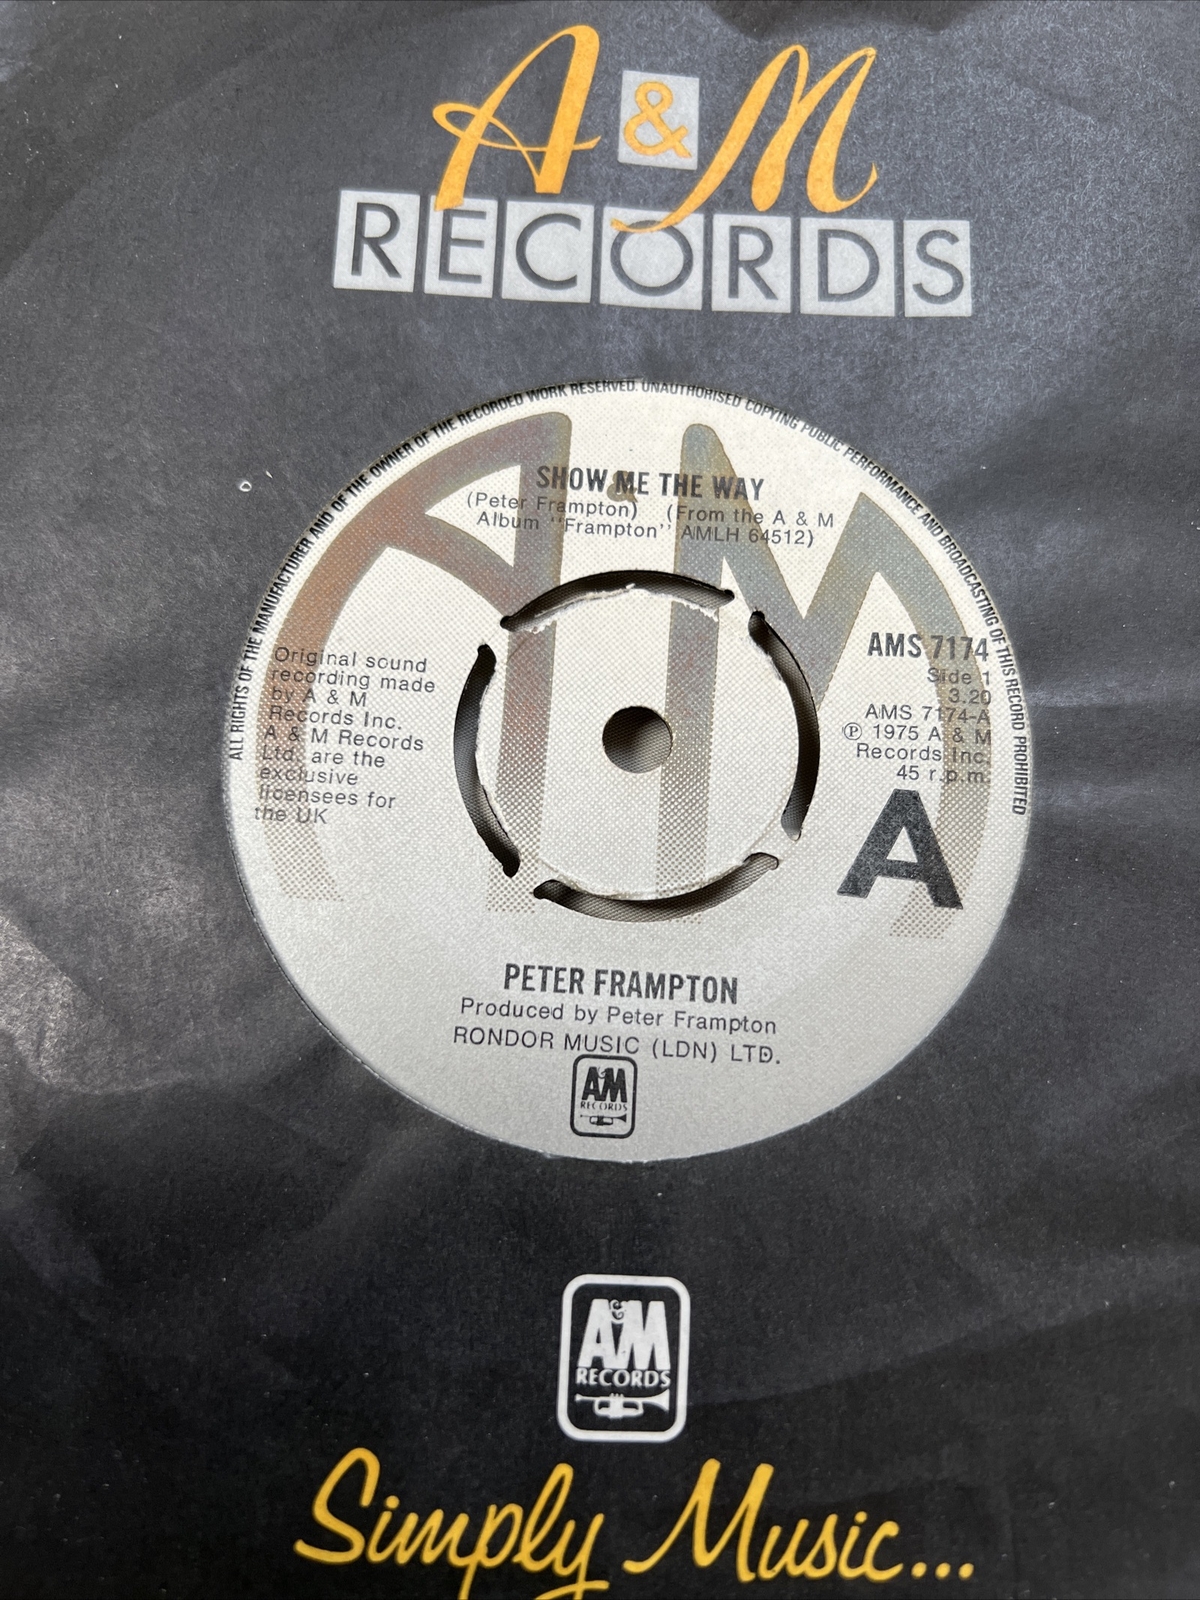 A & M
RECORDS
ALL RIGHTS OF THE MANUFACTURER AND OF THE OWNER OF THE RECORDED WORK RESERVED. UNAUTHORISED COPYING PUBLIC PERFORMANCE AND BROADCASTING OF THIS RECORD PROHIBITED
SHOW ME THE WAY
(Peter Frampton) (From the A & M
Album "Frampton" AMLH 64512)
Original sound
recording made
by A & M
Records Inc.
A & M Records
Ltd. are the
exclusive
licensees for
the UK
AMS 7174
Side 1
3.20
AMS 7174-A
℗ 1975 A & M
Records Inc.
45 r.p.m.
A
PETER FRAMPTON
Produced by Peter Frampton
RONDOR MUSIC (LDN) LTD.
A&M
RECORDS
A&M
RECORDS
Simply Music...